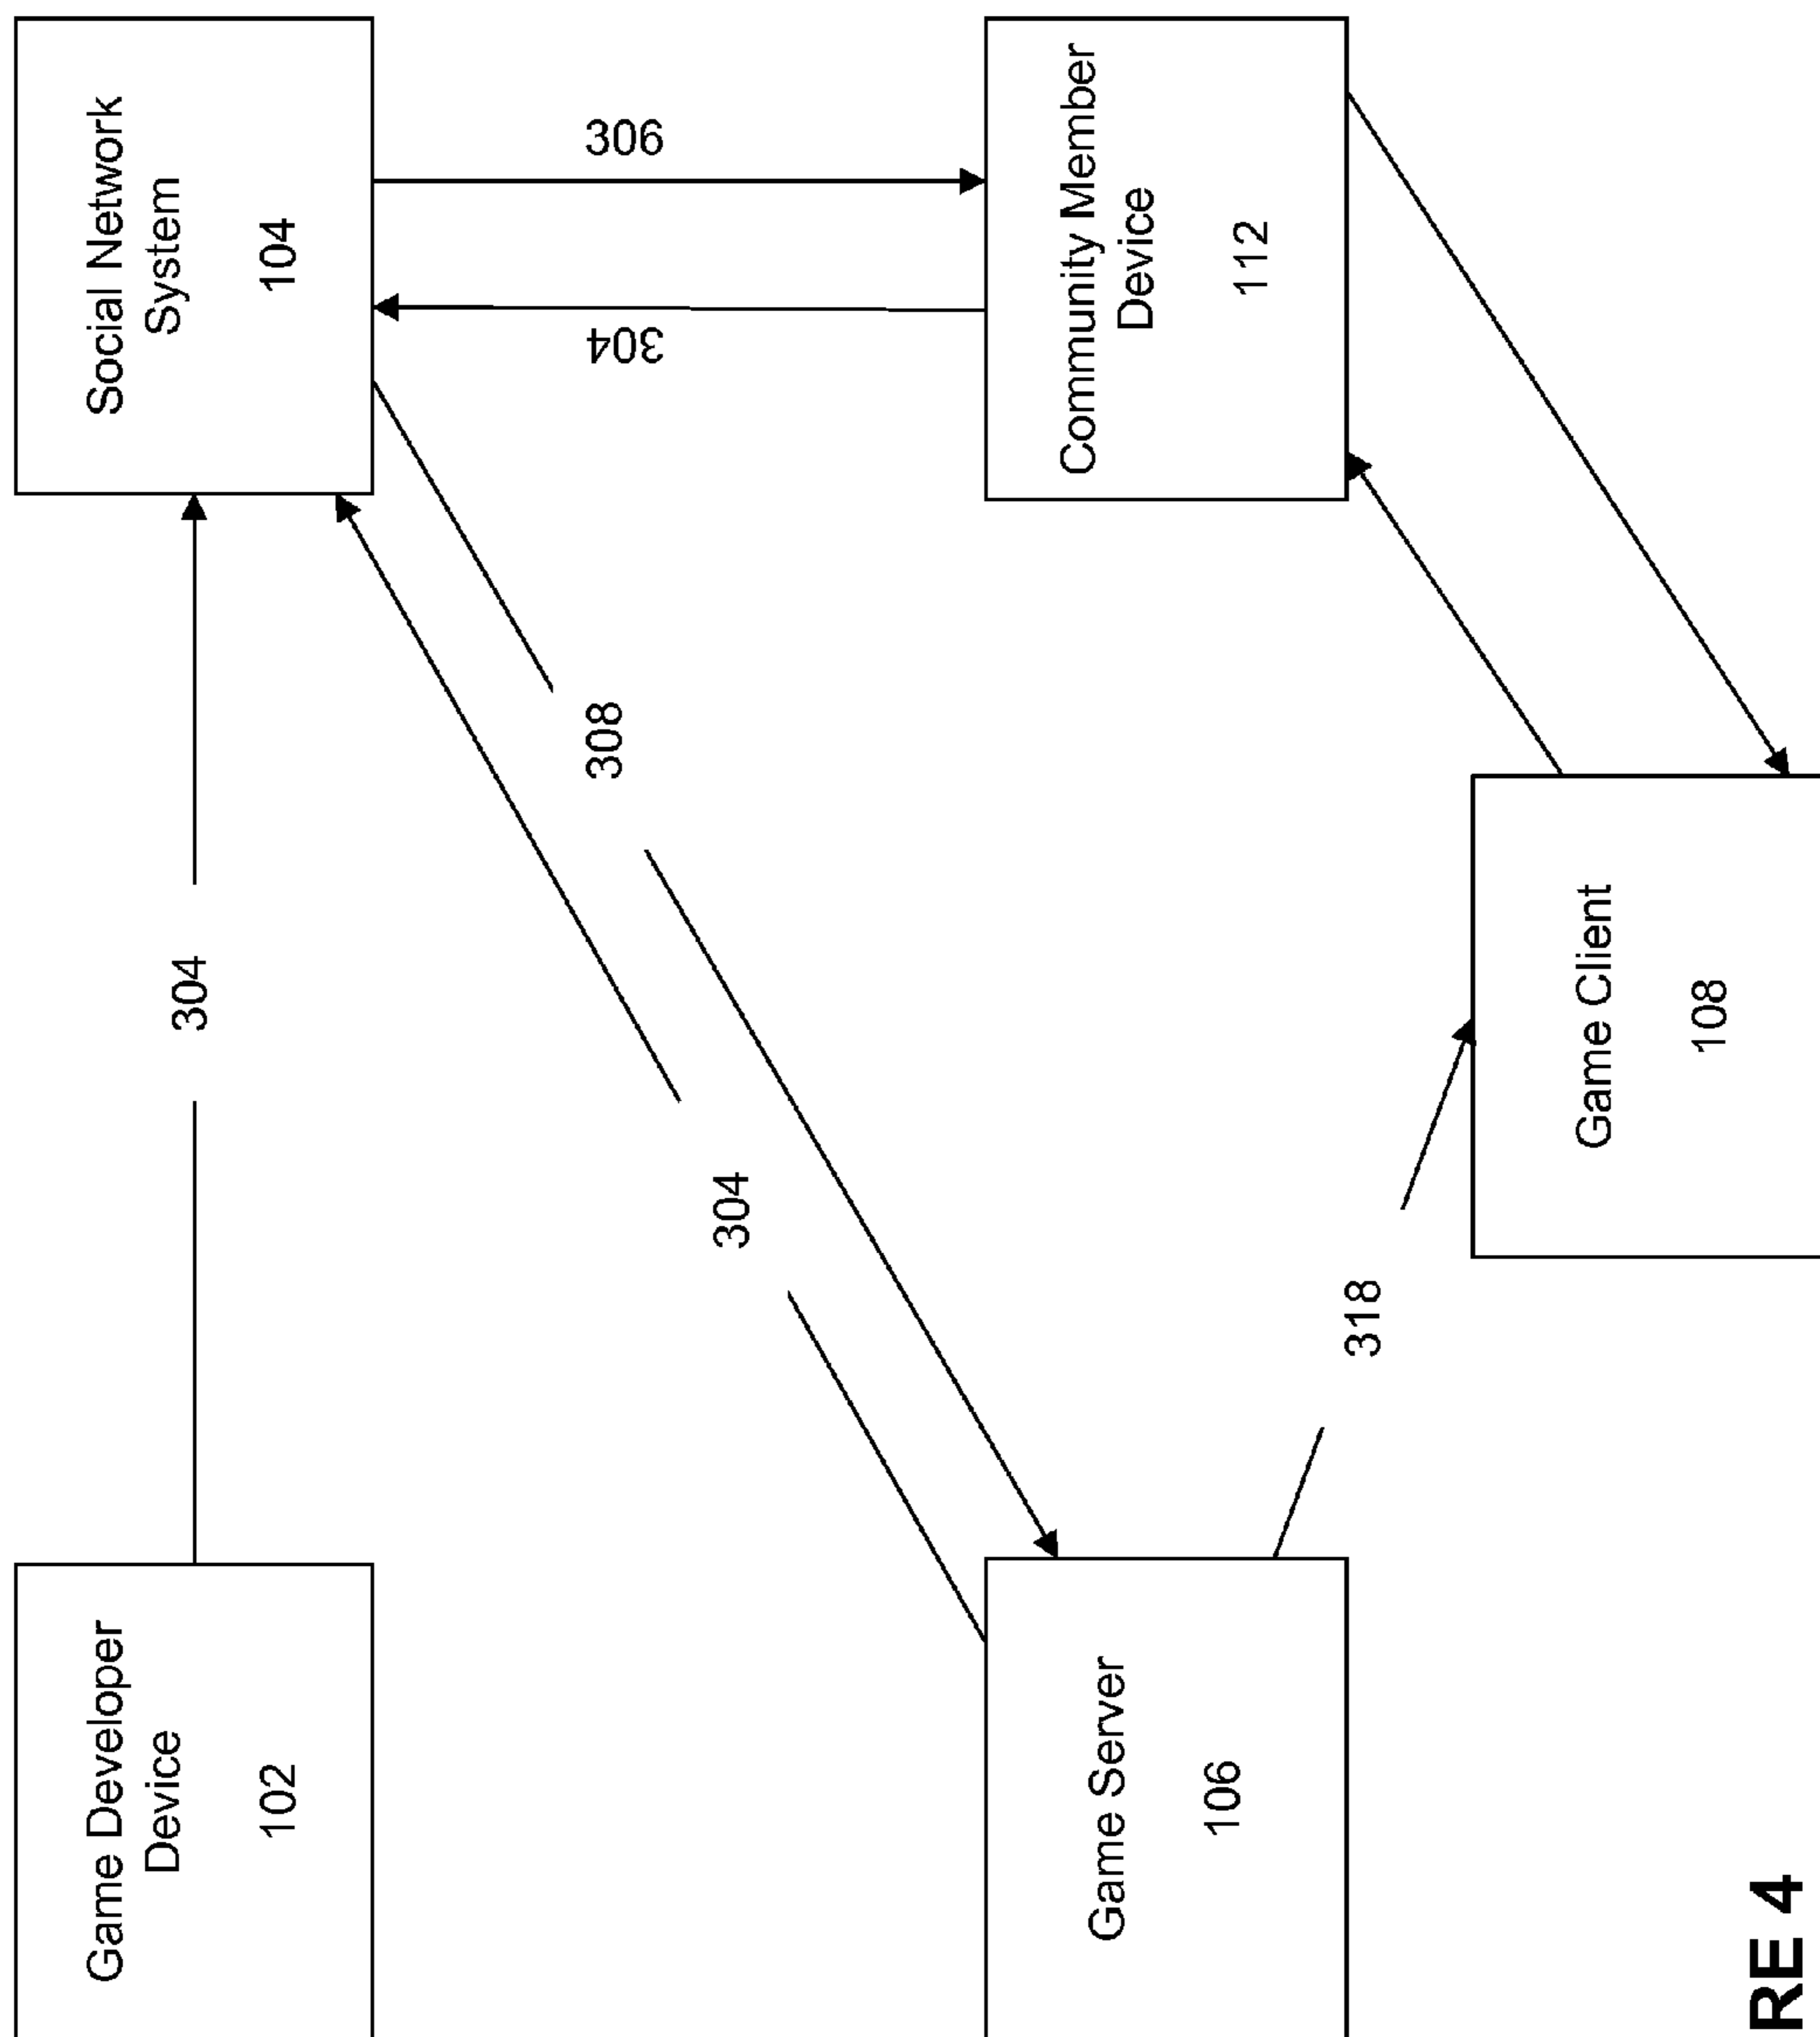 Game Developer
Device
102
304
Social Network
System
104
308
304
304
306
Game Server
106
318
Community Member
Device
112
Game Client
108
RE 4